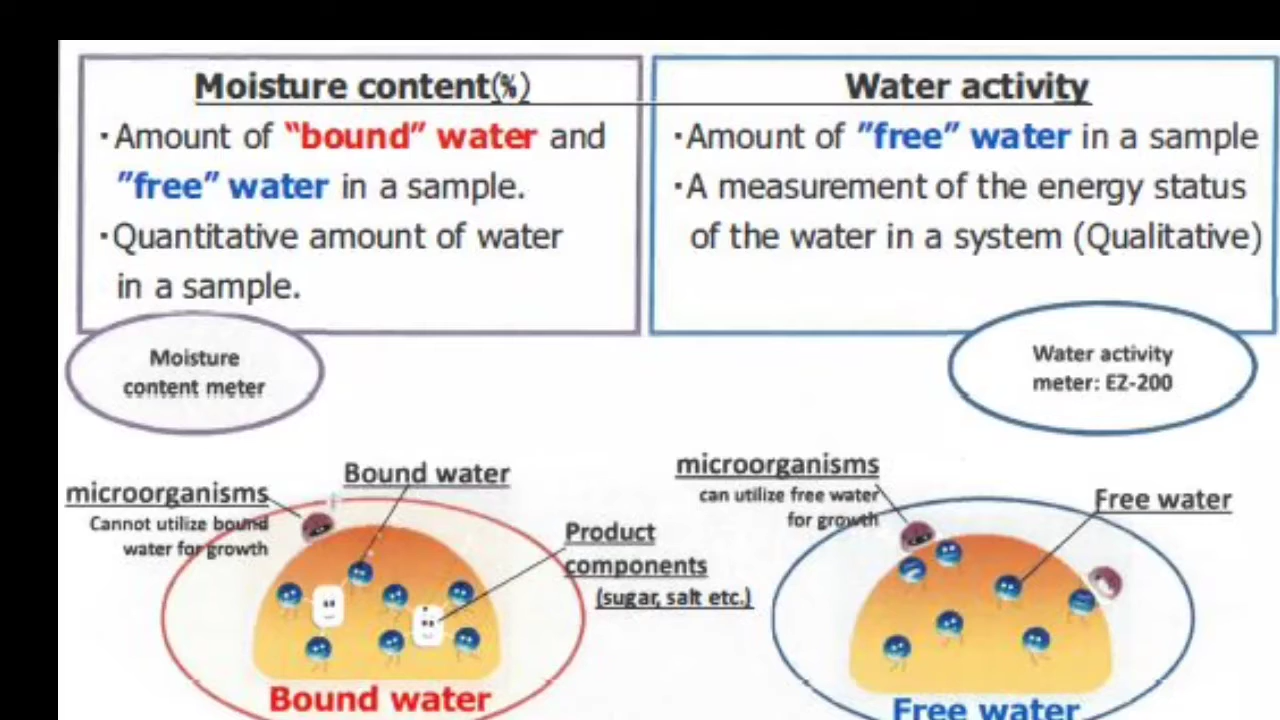 Moisture content(%)
・Amount of “bound” water and
”free” water in a sample.
・Quantitative amount of water
in a sample.
Water activity
・Amount of ”free” water in a sample
・A measurement of the energy status
of the water in a system (Qualitative)
Moisture
content meter
Water activity
meter: EZ-200
microorganisms
Cannot utilize bound
water for growth
Bound water
Product
components
(sugar, salt etc.)
Bound water
microorganisms
can utilize free water
for growth
Free water
Free water